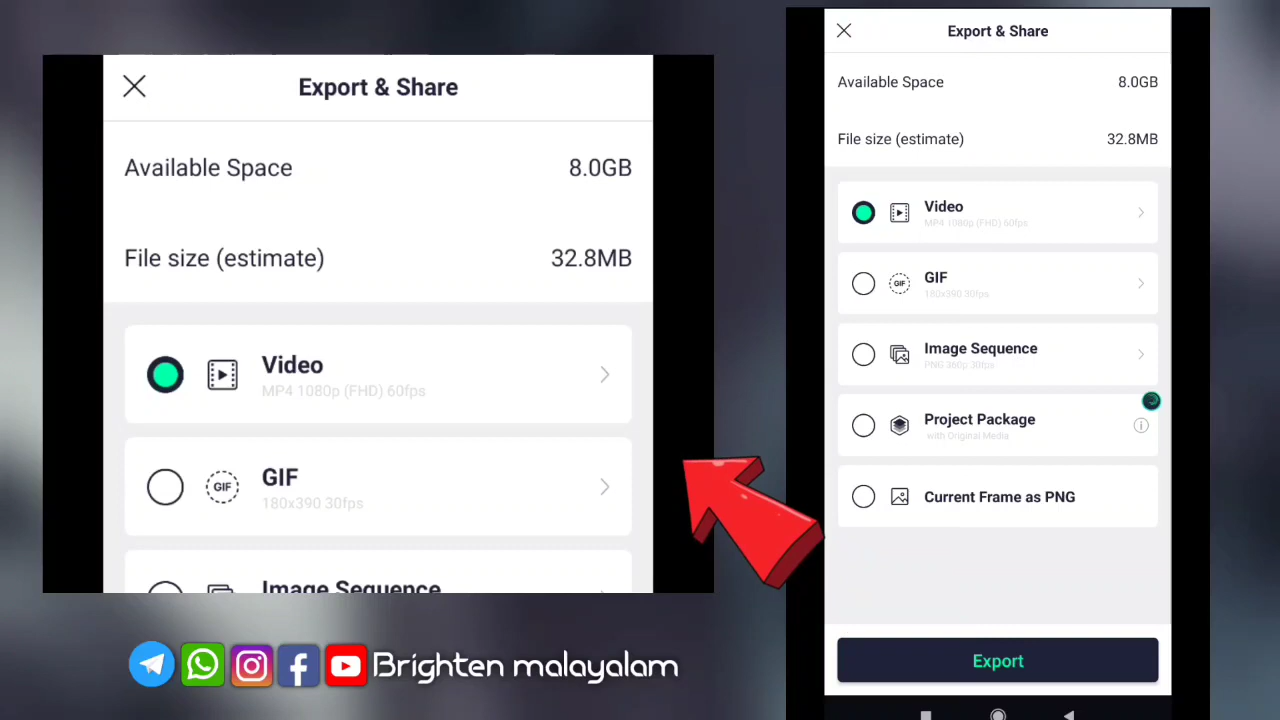 Export & Share
Available Space 8.0GB
File size (estimate) 32.8MB
Video
MP4 1080p (FHD) 60fps
GIF
GIF
180x390 30fps
Image Sequence
Brighten malayalam
Export & Share
Available Space 8.0GB
File size (estimate) 32.8MB
Video
MP4 1080p (FHD) 60fps
GIF
GIF
180x390 30fps
Image Sequence
PNG 360p 30fps
Project Package
with Original Media
Current Frame as PNG
Export